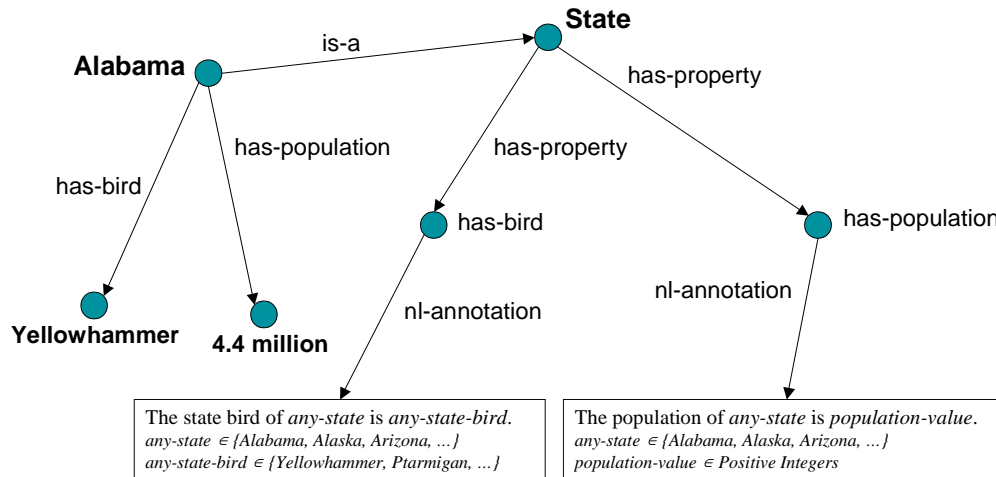 State
is-a
Alabama
has-property
has-population
has-property
has-bird
has-bird
has-population
nl-annotation
nl-annotation
Yellowhammer
4.4 million
The state bird of any-state is any-state-bird.
any-state ∈ {Alabama, Alaska, Arizona, …}
any-state-bird ∈ {Yellowhammer, Ptarmigan, …}
The population of any-state is population-value.
any-state ∈ {Alabama, Alaska, Arizona, …}
population-value ∈ Positive Integers